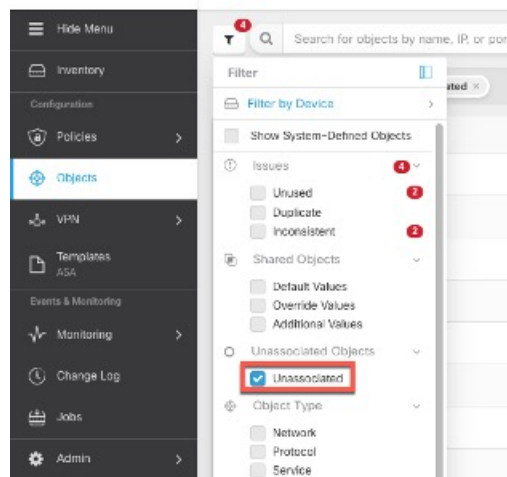 Hide Menu
Inventory
Configuration
Policies
Objects
VPN
Templates
ASA
Events & Monitoring
Monitoring
Change Log
Jobs
Admin
4
Search for objects by name, IP, or por
Filter
ated ×
Filter by Device
Show System-Defined Objects
Issues 4
Unused 2
Duplicate
Inconsistent 2
Shared Objects
Default Values
Override Values
Additional Values
Unassociated Objects
Unassociated
Object Type
Network
Protocol
Service